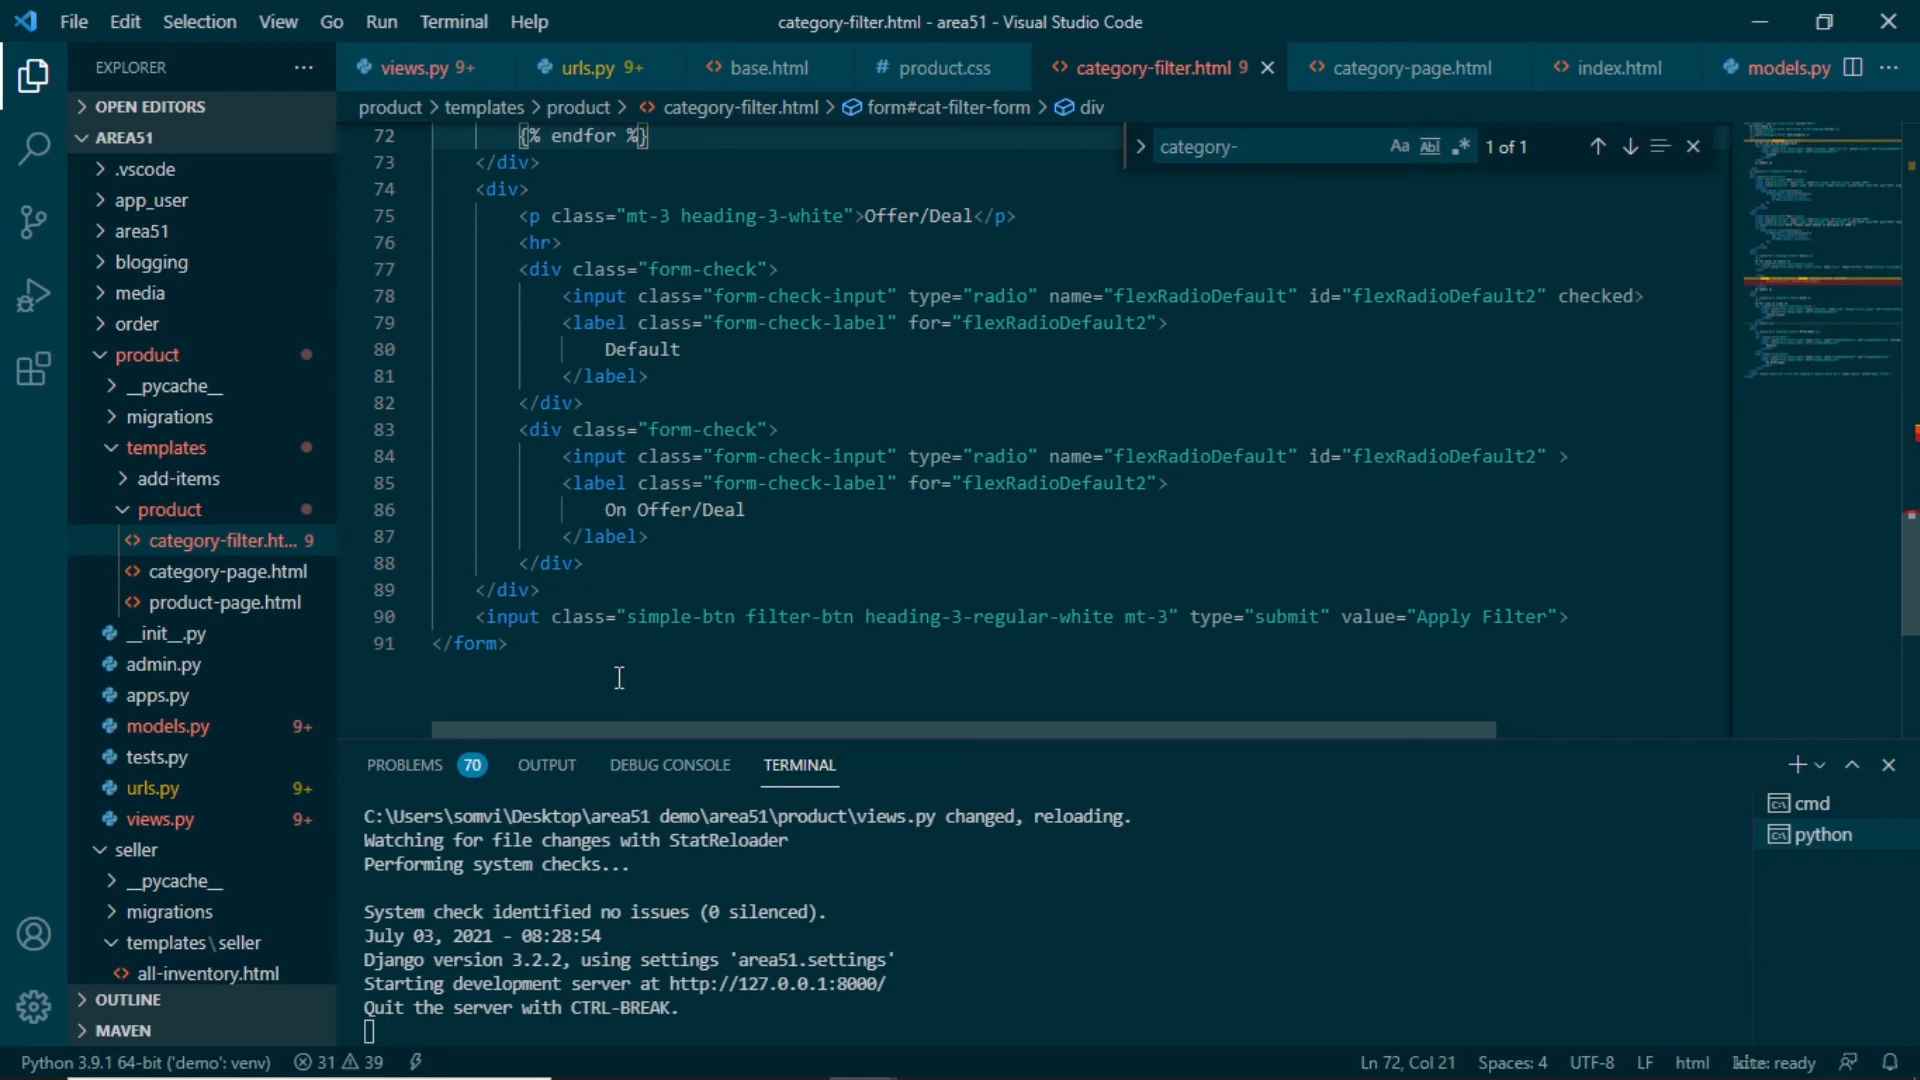 File Edit Selection View Go Run Terminal Help
category-filter.html - area51 - Visual Studio Code
EXPLORER
OPEN EDITORS
AREA51
.vscode
app_user
area51
blogging
media
order
product
__pycache__
migrations
templates
add-items
product
category-filter.ht... 9
category-page.html
product-page.html
__init__.py
admin.py
apps.py
models.py 9+
tests.py
urls.py 9+
views.py 9+
seller
__pycache__
migrations
templates\seller
all-inventory.html
OUTLINE
MAVEN
views.py 9+ urls.py 9+ base.html # product.css category-filter.html 9 category-page.html index.html models.py
product > templates > product > category-filter.html > form#cat-filter-form > div
category- Aa Abl .* 1 of 1
72 {% endfor %}
73 </div>
74 <div>
75 <p class="mt-3 heading-3-white">Offer/Deal</p>
76 <hr>
77 <div class="form-check">
78 <input class="form-check-input" type="radio" name="flexRadioDefault" id="flexRadioDefault2" checked>
79 <label class="form-check-label" for="flexRadioDefault2">
80 Default
81 </label>
82 </div>
83 <div class="form-check">
84 <input class="form-check-input" type="radio" name="flexRadioDefault" id="flexRadioDefault2" >
85 <label class="form-check-label" for="flexRadioDefault2">
86 On Offer/Deal
87 </label>
88 </div>
89 </div>
90 <input class="simple-btn filter-btn heading-3-regular-white mt-3" type="submit" value="Apply Filter">
91 </form>
PROBLEMS 70 OUTPUT DEBUG CONSOLE TERMINAL
C:\Users\somvi\Desktop\area51 demo\area51\product\views.py changed, reloading.
Watching for file changes with StatReloader
Performing system checks...
System check identified no issues (0 silenced).
July 03, 2021 - 08:28:54
Django version 3.2.2, using settings 'area51.settings'
Starting development server at http://127.0.0.1:8000/
Quit the server with CTRL-BREAK.
cmd
python
Python 3.9.1 64-bit ('demo': venv) 31 39
Ln 72, Col 21 Spaces: 4 UTF-8 LF html kite: ready